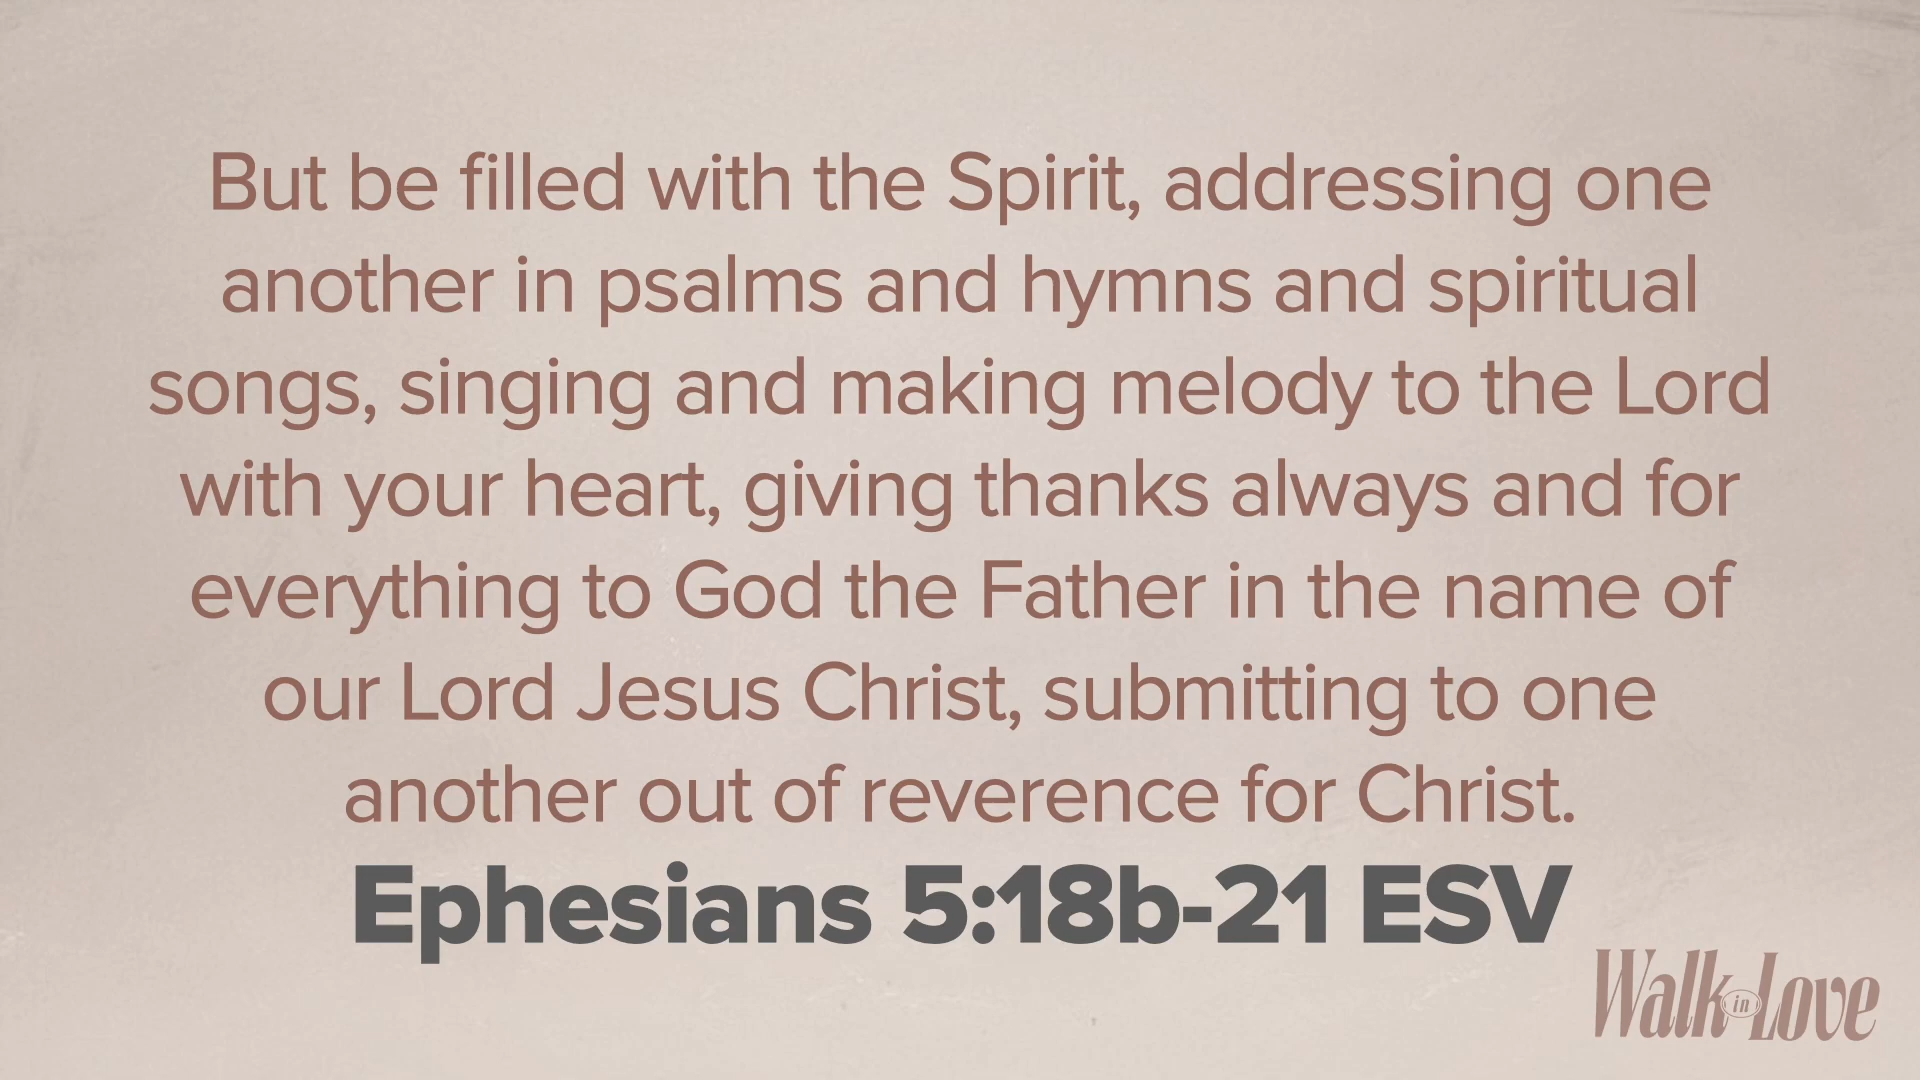 But be filled with the Spirit, addressing one
another in psalms and hymns and spiritual
songs, singing and making melody to the Lord
with your heart, giving thanks always and for
everything to God the Father in the name of
our Lord Jesus Christ, submitting to one
another out of reverence for Christ.
Ephesians 5:18b-21 ESV
Walk in Love